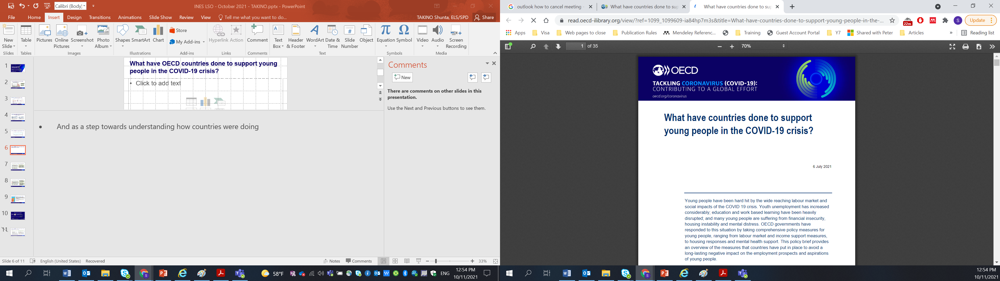 Calibri (Body)
INES LSO - October 2021 - TAKINO.pptx - PowerPoint
File Home Insert Design Transitions Animations Slide Show Review View Tell me what you want to do... TAKINO Shunta, ELS/SPD Share
New Slide
Table
Pictures
Online Pictures
Screenshot
Photo Album
Shapes
SmartArt
Chart
Store
My Add-ins
Hyperlink
Action
Comment
Text Box
Header & Footer
WordArt
Date & Time
Slide Number
Object
Equation
Symbol
Video
Audio
Screen Recording
Slides Tables Images Illustrations Add-ins Links Comments Text Symbols Media
1
2
3
4
5
6
7
8
9
10
11
What have OECD countries done to support young
people in the COVID-19 crisis?
• Click to add text
• And as a step towards understanding how countries were doing
Comments
New
There are comments on other slides in this
presentation.
Use the Next and Previous buttons to see them.
Slide 6 of 11 English (United States) Recovered Notes Comments 33%
58°F ENG 12:54 PM
10/11/2021
outlook how to cancel meeting - What have countries done to sup What have countries done to sup
read.oecd-ilibrary.org/view/?ref=1099_1099609-ia84hp7m3s&title=What-have-countries-done-to-support-young-people-in-the-... 22m S Update
Apps Visa Web pages to close Publication Rules Mendeley Referenc... Training Guest Account Portal Y7 Shared with Peter Articles » Reading list
1 of 35 70%
OECD
TACKLING CORONAVIRUS (COVID-19):
CONTRIBUTING TO A GLOBAL EFFORT
oecd.org/coronavirus
What have countries done to support
young people in the COVID-19 crisis?
6 July 2021
Young people have been hard hit by the wide reaching labour market and
social impacts of the COVID 19 crisis. Youth unemployment has increased
considerably; education and work based learning have been heavily
disrupted; and many young people are suffering from financial insecurity,
housing instability and mental distress. OECD governments have
responded to this situation by taking comprehensive policy measures for
young people, ranging from labour market and income support measures,
to housing responses and mental health support. This policy brief provides
an overview of the measures that countries have put in place to avoid a
long-lasting negative impact on the employment prospects and aspirations
of young people.
12:54 PM
10/11/2021